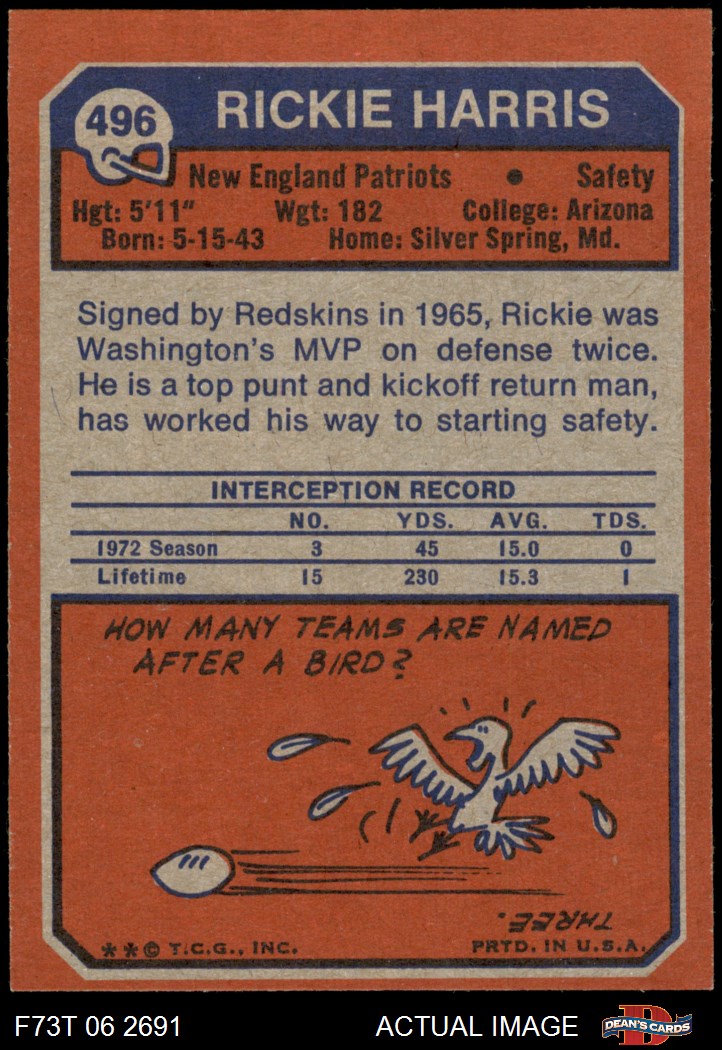 496
RICKIE HARRIS
New England Patriots • Safety
Hgt: 5'11" Wgt: 182 College: Arizona
Born: 5-15-43 Home: Silver Spring, Md.
Signed by Redskins in 1965, Rickie was
Washington's MVP on defense twice.
He is a top punt and kickoff return man,
has worked his way to starting safety.
INTERCEPTION RECORD
NO. YDS. AVG. TDS.
1972 Season 3 45 15.0 0
Lifetime 15 230 15.3 1
HOW MANY TEAMS ARE NAMED
AFTER A BIRD?
THREE.
**© T.C.G., INC. PRTD. IN U.S.A.
F73T 06 2691 ACTUAL IMAGE D DEAN'S CARDS